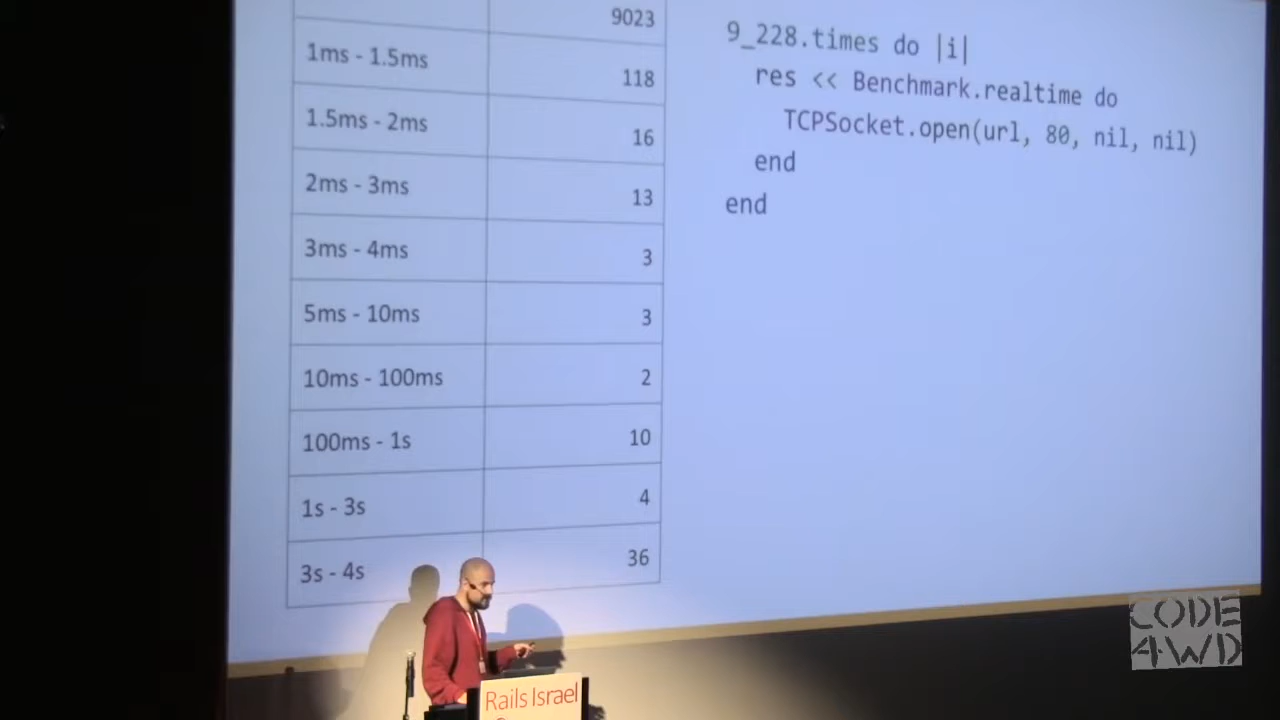 9023
1ms - 1.5ms 118
1.5ms - 2ms 16
2ms - 3ms 13
3ms - 4ms 3
5ms - 10ms 3
10ms - 100ms 2
100ms - 1s 10
1s - 3s 4
3s - 4s 36
9_228.times do |i|
res << Benchmark.realtime do
TCPSocket.open(url, 80, nil, nil)
end
end
Rails Israel
CODE
4WD